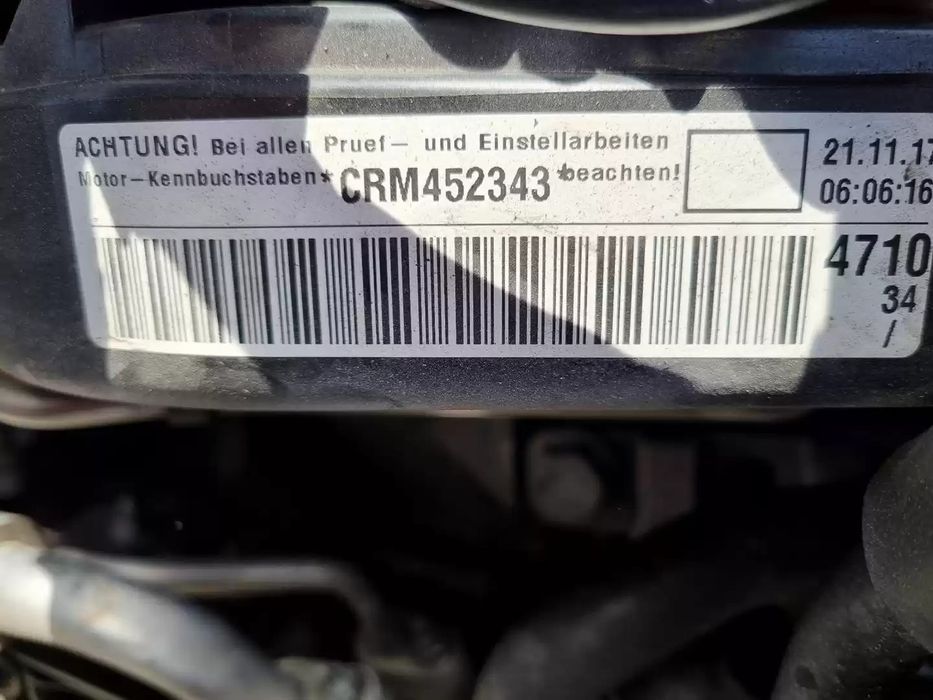 ACHTUNG! Bei allen Pruef- und Einstellarbeiten
Motor-Kennbuchstaben*CRM452343*beachten!
21.11.17
06:06:16
4710
34
/